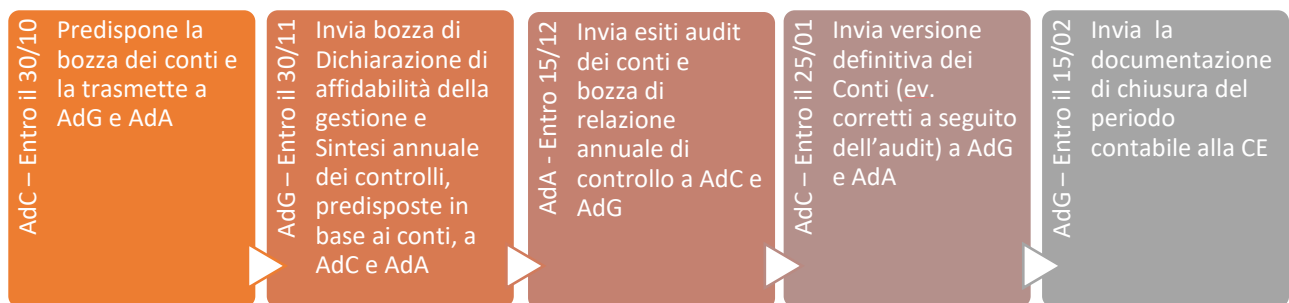 AdC – Entro il 30/10
Predispone la
bozza dei conti e
la trasmette a
AdG e AdA
AdG – Entro il 30/11
Invia bozza di
Dichiarazione di
affidabilità della
gestione e
Sintesi annuale
dei controlli,
predisposte in
base ai conti, a
AdC e AdA
AdA - Entro 15/12
Invia esiti audit
dei conti e
bozza di
relazione
annuale di
controllo a AdC e
AdG
AdC – Entro il 25/01
Invia versione
definitiva dei
Conti (ev.
corretti a seguito
dell’audit) a AdG
e AdA
AdG – Entro il 15/02
Invia la
documentazione
di chiusura del
periodo
contabile alla CE